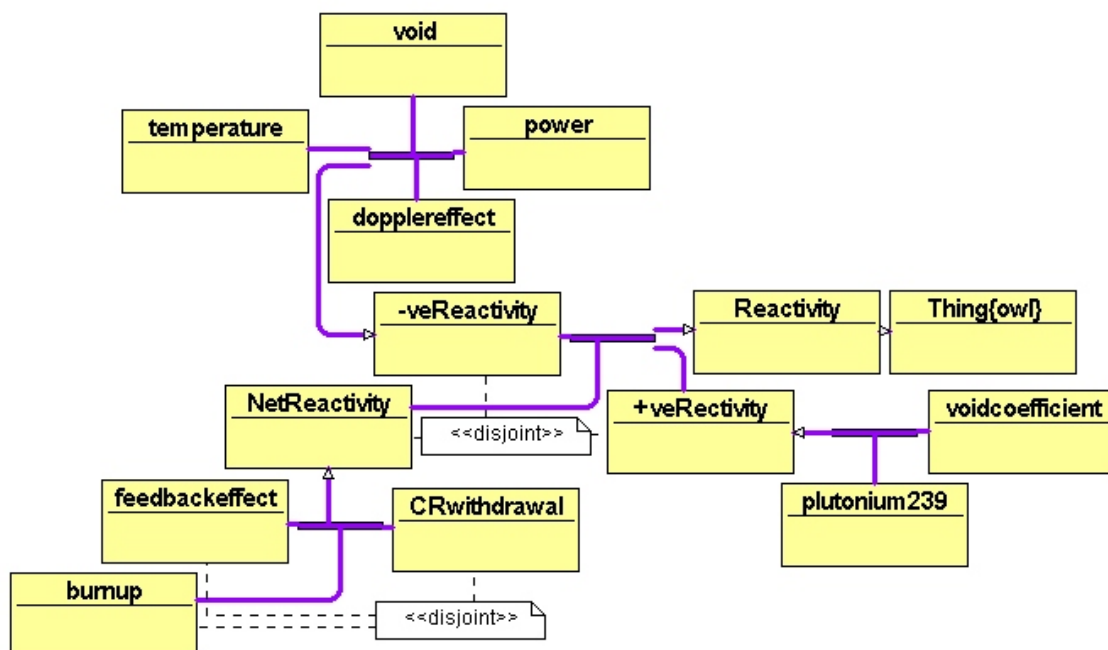 void
temperature
power
dopplereffect
-veReactivity
Reactivity
Thing{owl}
NetReactivity
<<disjoint>>
+veRectivity
voidcoefficient
feedbackeffect
CRwithdrawal
plutonium239
burnup
<<disjoint>>